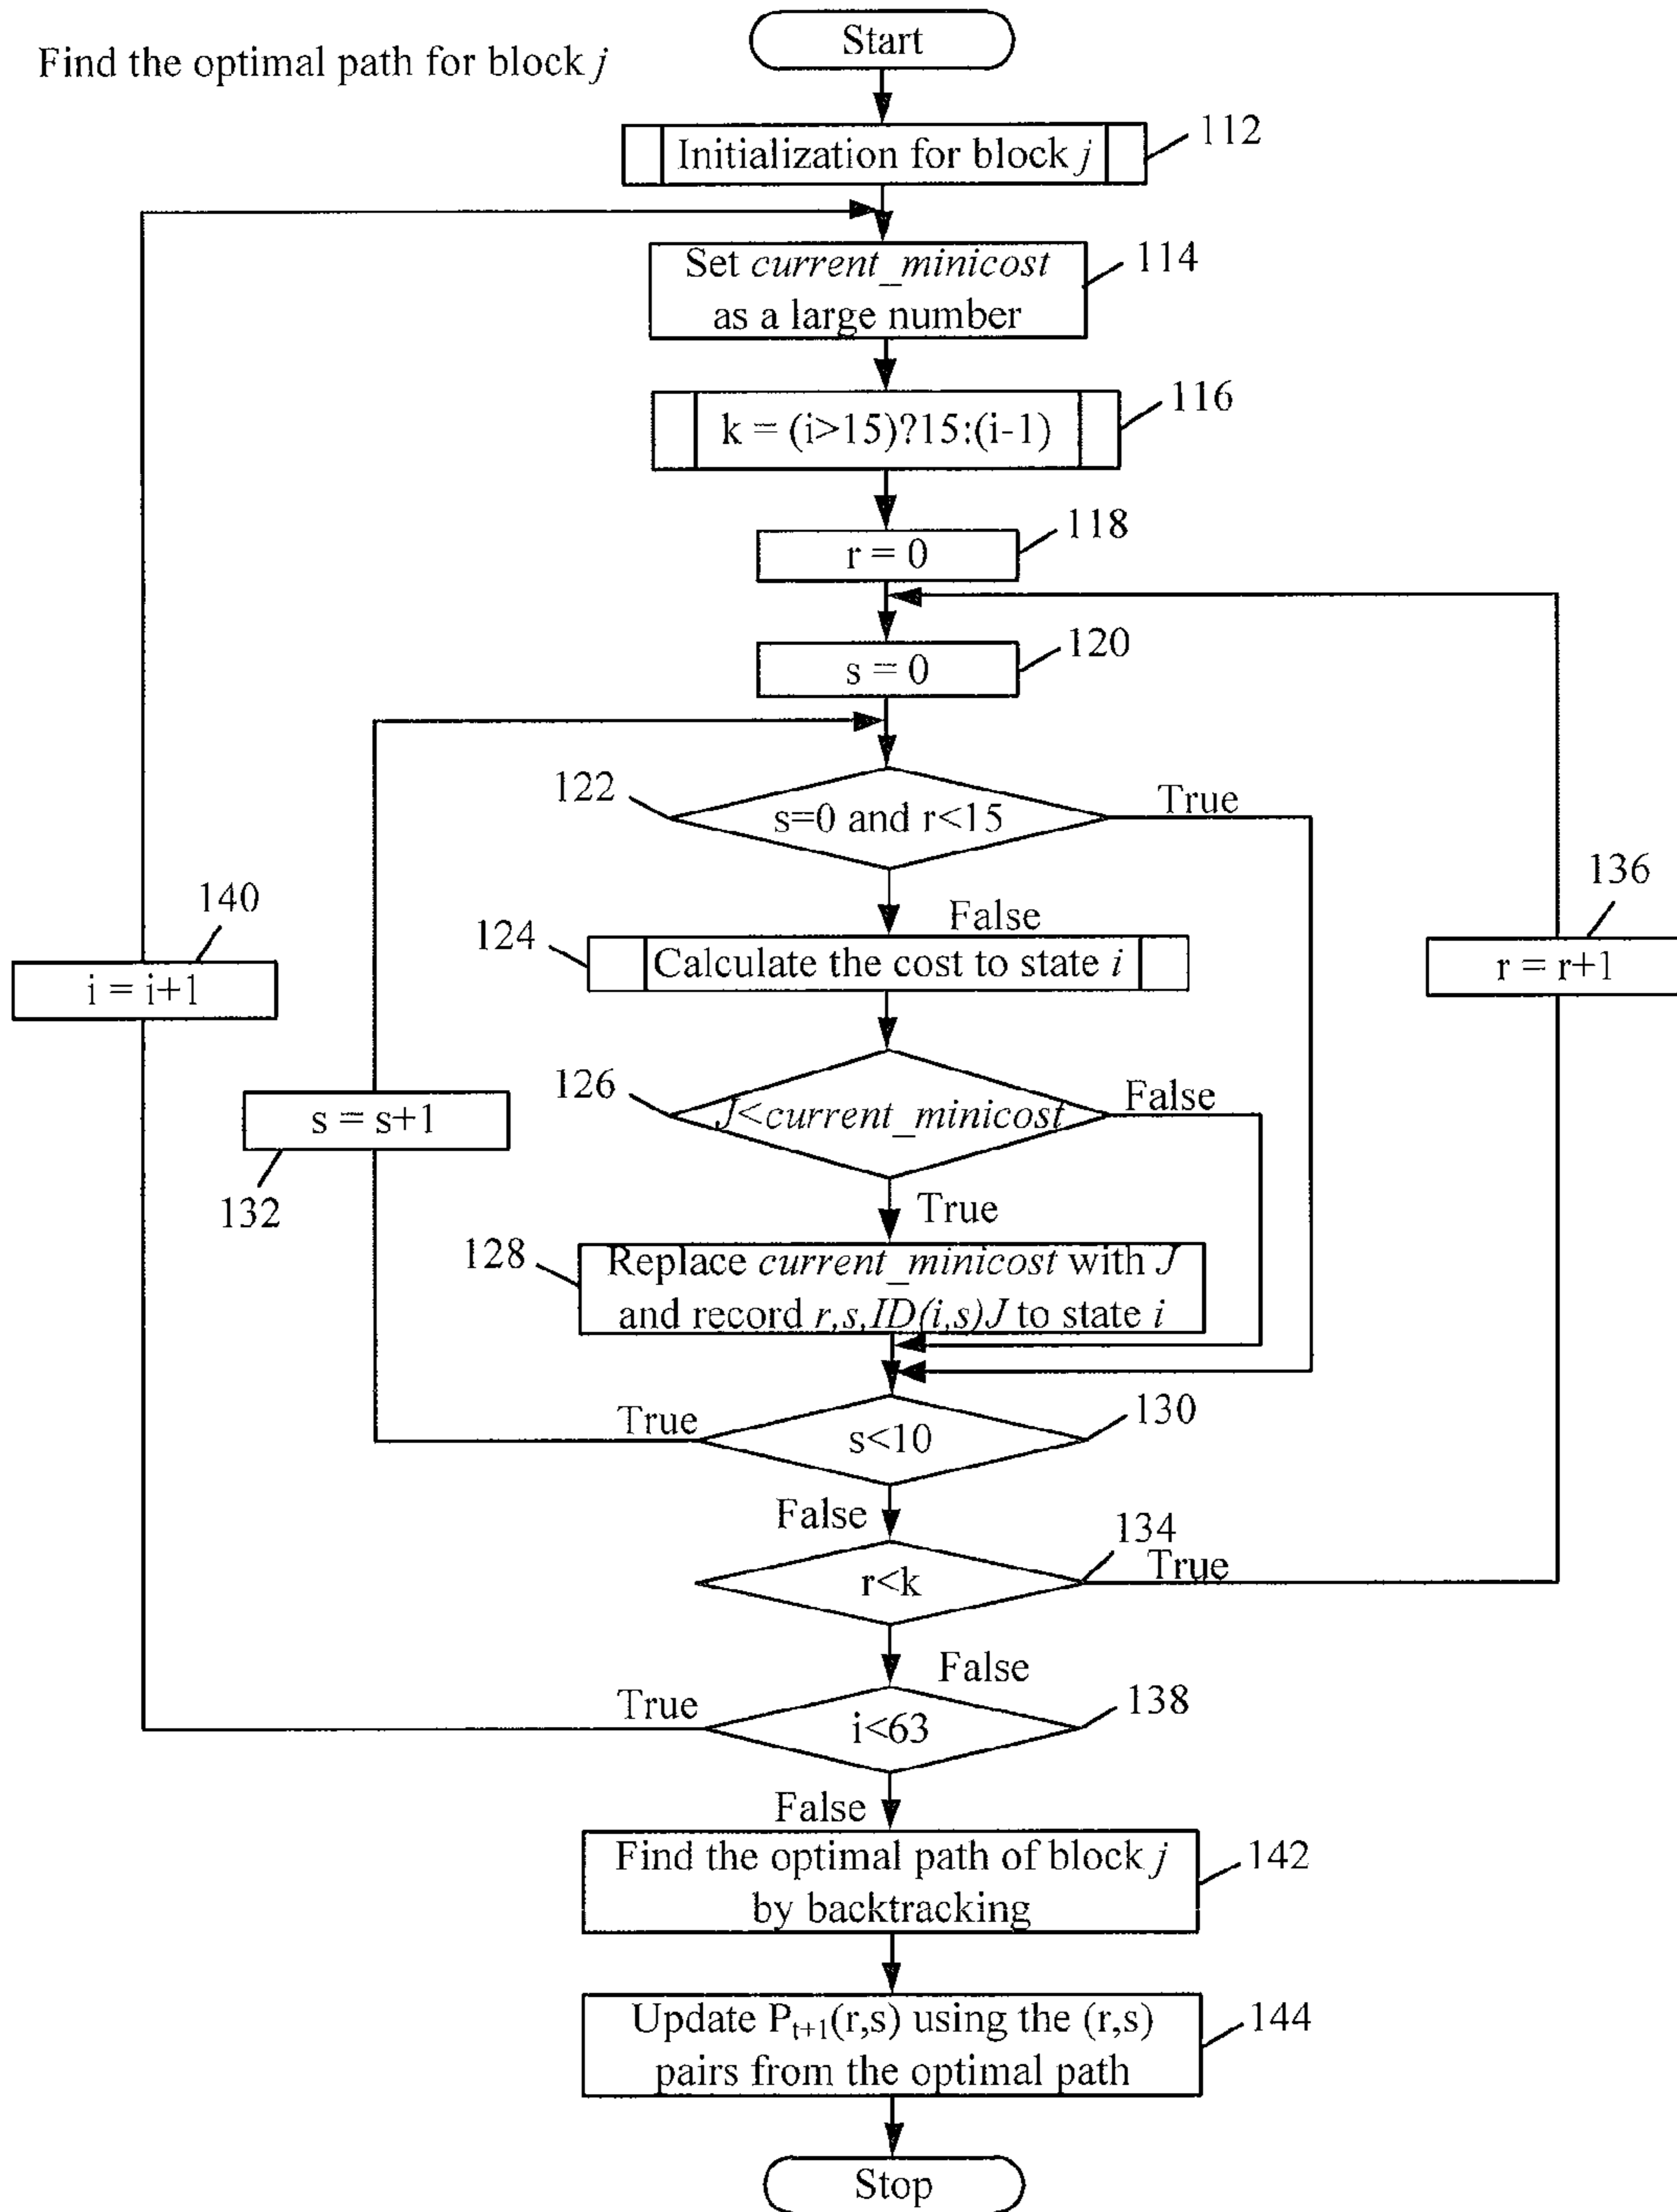 Start
Find the optimal path for block j
Initialization for block j
112
Set current_minicost
as a large number
114
k = (i>15)?15:(i-1)
116
r = 0
118
s = 0
120
122
s=0 and r<15
True
False
124
Calculate the cost to state i
140
i = i+1
136
r = r+1
126
J<current_minicost
False
s = s+1
132
True
128
Replace current_minicost with J
and record r,s,ID(i,s)J to state i
True
s<10
130
False
134
r<k
True
False
True
i<63
138
False
Find the optimal path of block j
by backtracking
142
Update Pt+1(r,s) using the (r,s)
pairs from the optimal path
144
Stop